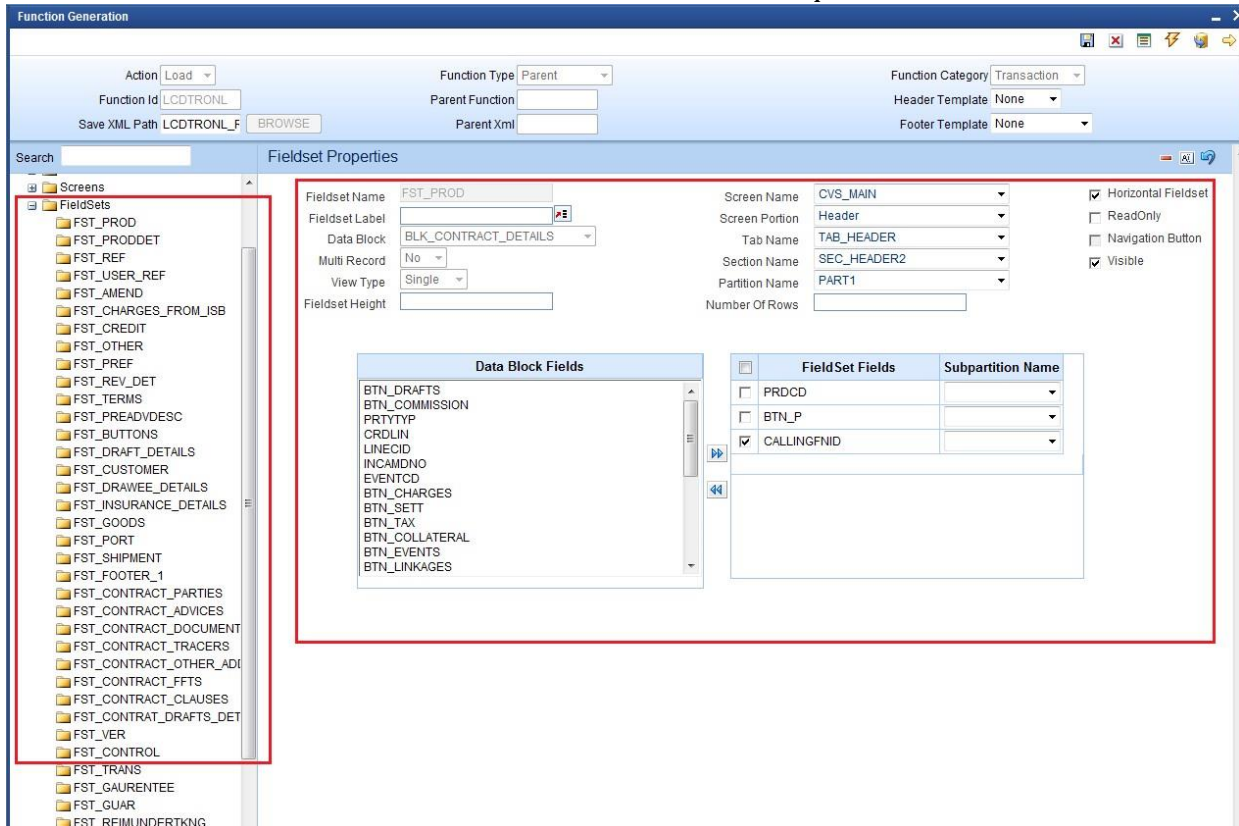 Function Generation
Action Load
Function Type Parent
Function Category Transaction
Function Id LCDTRONL
Parent Function
Header Template None
Save XML Path LCDTRONL_F BROWSE
Parent Xml
Footer Template None
Search
Fieldset Properties
Screens
FieldSets
FST_PROD
FST_PRODDET
FST_REF
FST_USER_REF
FST_AMEND
FST_CHARGES_FROM_ISB
FST_CREDIT
FST_OTHER
FST_PREF
FST_REV_DET
FST_TERMS
FST_PREADVDESC
FST_BUTTONS
FST_DRAFT_DETAILS
FST_CUSTOMER
FST_DRAWEE_DETAILS
FST_INSURANCE_DETAILS
FST_GOODS
FST_PORT
FST_SHIPMENT
FST_FOOTER_1
FST_CONTRACT_PARTIES
FST_CONTRACT_ADVICES
FST_CONTRACT_DOCUMENT
FST_CONTRACT_TRACERS
FST_CONTRACT_OTHER_ADD
FST_CONTRACT_FFTS
FST_CONTRACT_CLAUSES
FST_CONTRAT_DRAFTS_DET
FST_VER
FST_CONTROL
FST_TRANS
FST_GAURENTEE
FST_GUAR
FST_REIMUNDERTKNG
Fieldset Name FST_PROD
Fieldset Label
Data Block BLK_CONTRACT_DETAILS
Multi Record No
View Type Single
Fieldset Height
Screen Name CVS_MAIN
Screen Portion Header
Tab Name TAB_HEADER
Section Name SEC_HEADER2
Partition Name PART1
Number Of Rows
Horizontal Fieldset
ReadOnly
Navigation Button
Visible
Data Block Fields
BTN_DRAFTS
BTN_COMMISSION
PRTYTYP
CRDLIN
LINECID
INCAMDNO
EVENTCD
BTN_CHARGES
BTN_SETT
BTN_TAX
BTN_COLLATERAL
BTN_EVENTS
BTN_LINKAGES
FieldSet Fields Subpartition Name
PRDCD
BTN_P
CALLINGFNID